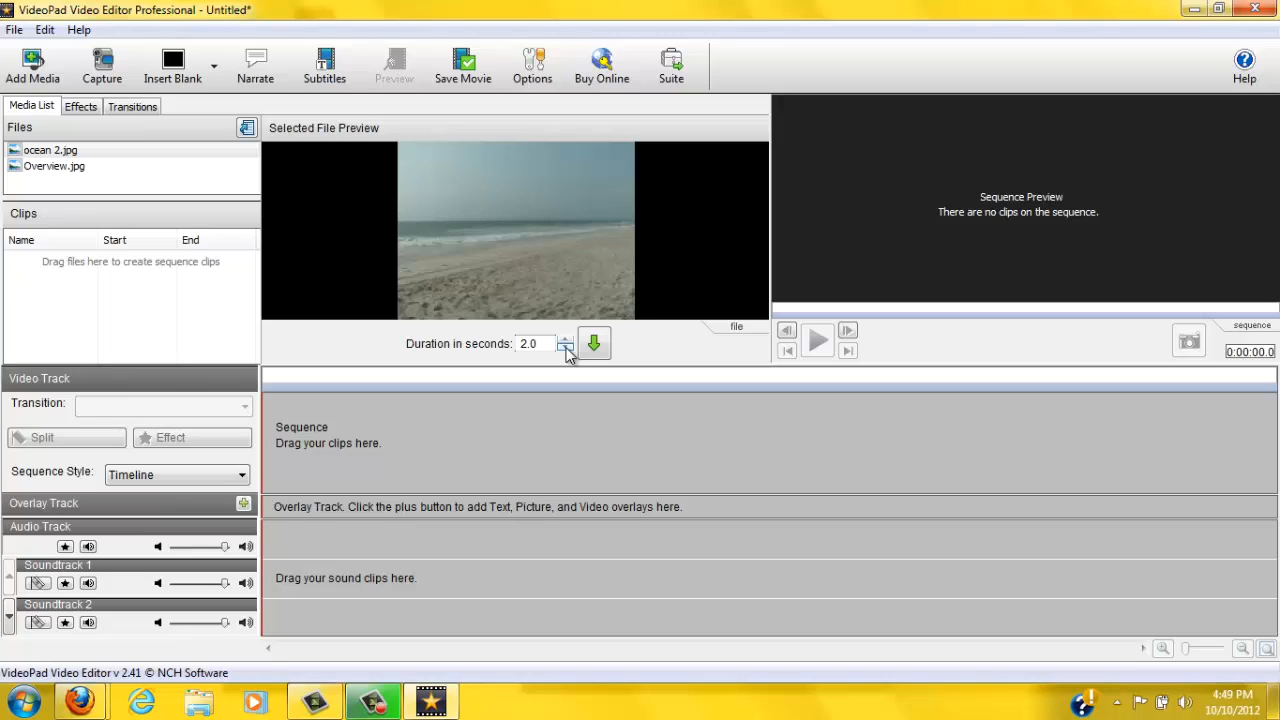 VideoPad Video Editor Professional - Untitled*
File Edit Help
Add Media Capture Insert Blank Narrate Subtitles Preview Save Movie Options Buy Online Suite Help
Media List Effects Transitions
Files
ocean 2.jpg
Overview.jpg
Clips
Name Start End
Drag files here to create sequence clips
Selected File Preview
file
Duration in seconds: 2.0
Sequence Preview
There are no clips on the sequence.
sequence
0:00:00.0
Video Track
Transition:
Split Effect
Sequence Style: Timeline
Sequence
Drag your clips here.
Overlay Track
Overlay Track. Click the plus button to add Text, Picture, and Video overlays here.
Audio Track
Soundtrack 1
Drag your sound clips here.
Soundtrack 2
VideoPad Video Editor v 2.41 © NCH Software
4:49 PM
10/10/2012